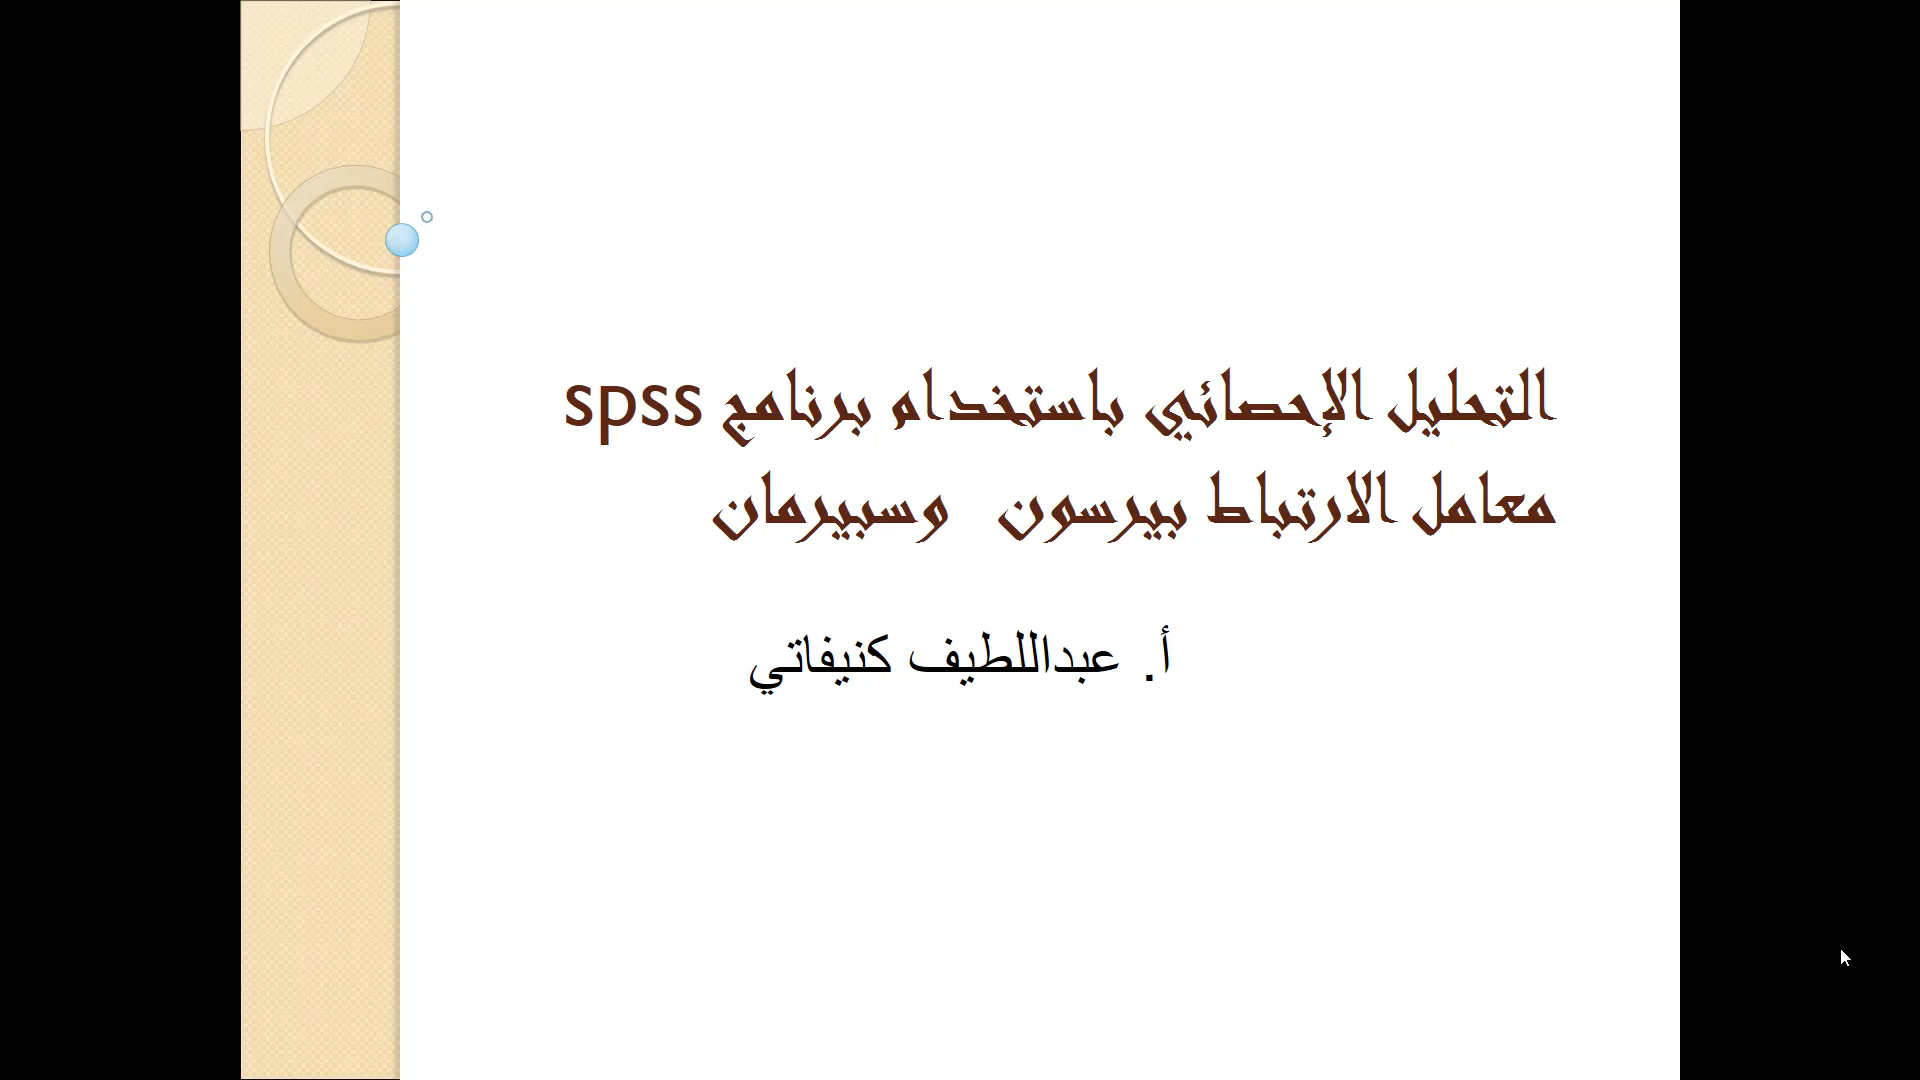 التحليل الإحصائي باستخدام برنامج spss
معامل الارتباط بيرسون وسبيرمان
أ. عبداللطيف كنيفاتي